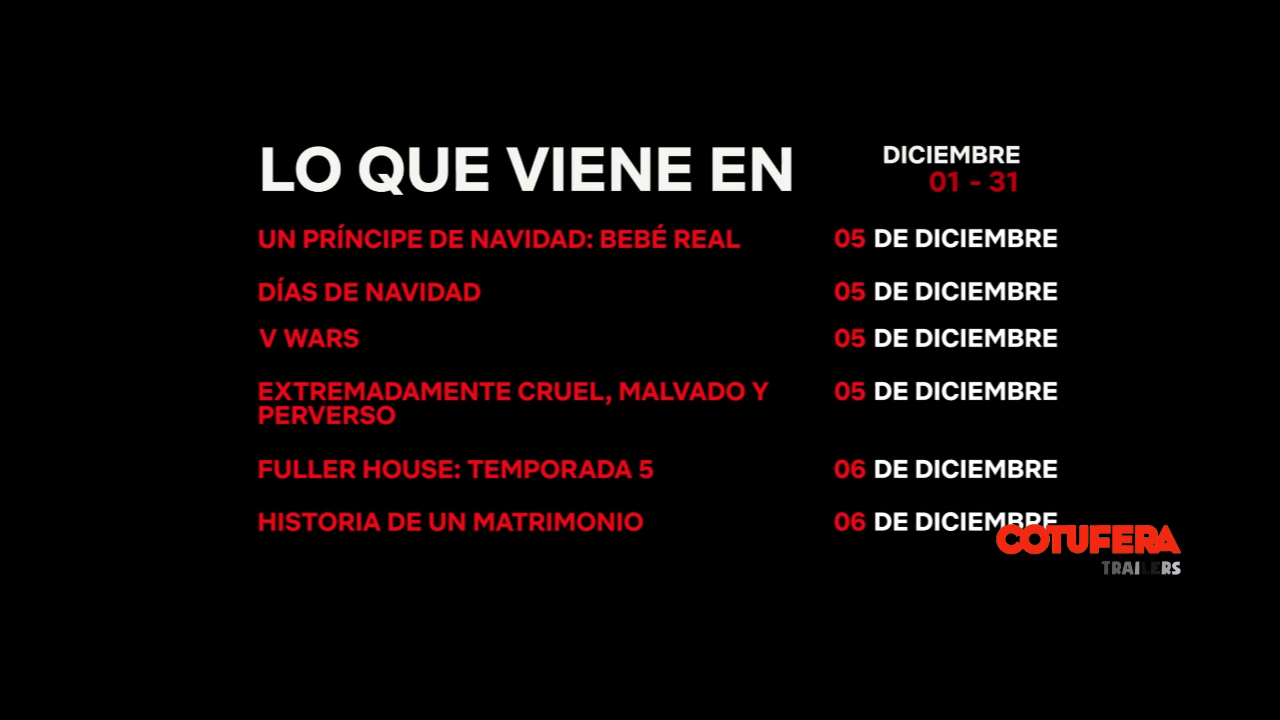 LO QUE VIENE EN
DICIEMBRE
01 - 31
UN PRÍNCIPE DE NAVIDAD: BEBÉ REAL 05 DE DICIEMBRE
DÍAS DE NAVIDAD 05 DE DICIEMBRE
V WARS 05 DE DICIEMBRE
EXTREMADAMENTE CRUEL, MALVADO Y 05 DE DICIEMBRE
PERVERSO
FULLER HOUSE: TEMPORADA 5 06 DE DICIEMBRE
HISTORIA DE UN MATRIMONIO 06 DE DICIEMBRE
COTUFERA
TRAILERS